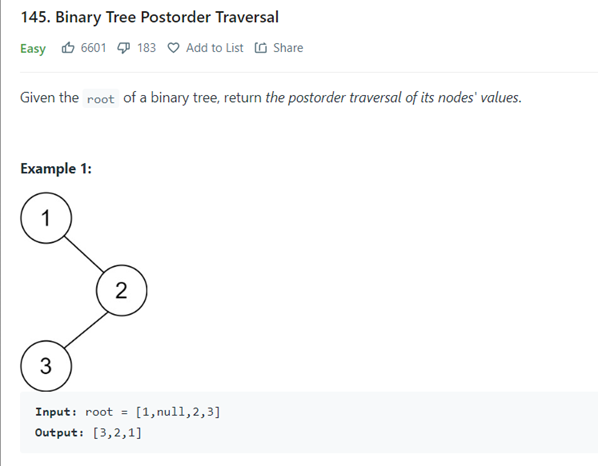 145. Binary Tree Postorder Traversal
Easy 6601 183 Add to List Share
Given the root of a binary tree, return the postorder traversal of its nodes' values.
Example 1:
1
2
3
Input: root = [1,null,2,3]
Output: [3,2,1]